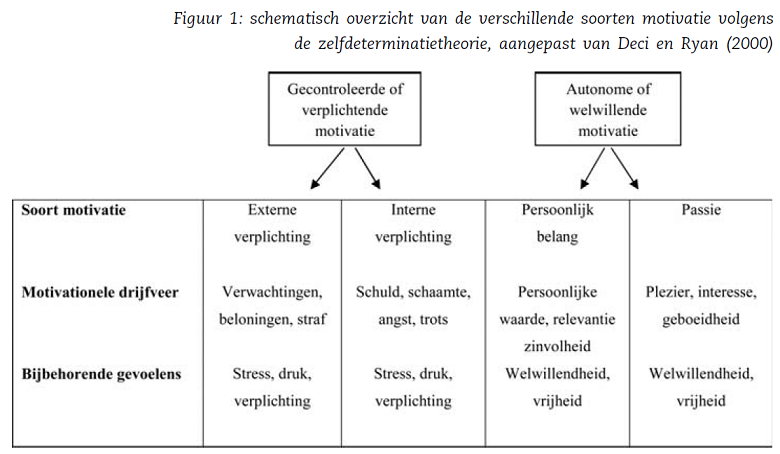 Figuur 1: schematisch overzicht van de verschillende soorten motivatie volgens
de zelfdeterminatietheorie, aangepast van Deci en Ryan (2000)
Gecontroleerde of
verplichtende
motivatie
Autonome of
welwillende
motivatie
Soort motivatie
Externe
verplichting
Interne
verplichting
Persoonlijk
belang
Passie
Motivationele drijfveer
Verwachtingen,
beloningen, straf
Schuld, schaamte,
angst, trots
Persoonlijke
waarde, relevantie
zinvolheid
Plezier, interesse,
geboeidheid
Bijbehorende gevoelens
Stress, druk,
verplichting
Stress, druk,
verplichting
Welwillendheid,
vrijheid
Welwillendheid,
vrijheid